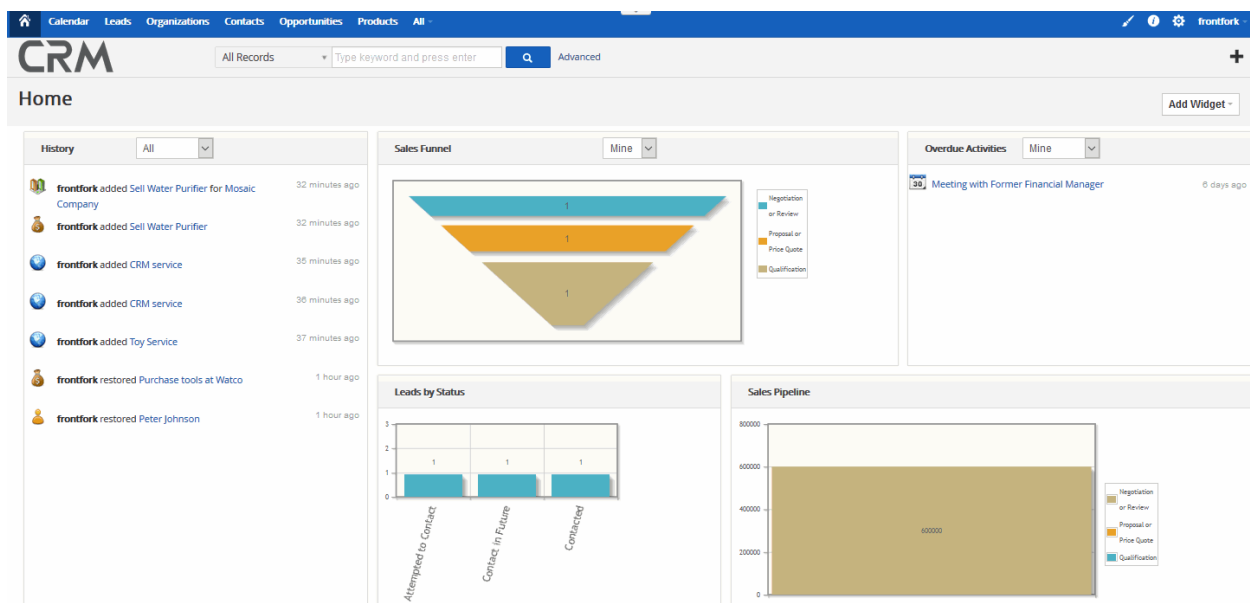 Calendar Leads Organizations Contacts Opportunities Products All
frontfork
CRM
All Records
Type keyword and press enter
Advanced
Home
Add Widget
History
All
frontfork added Sell Water Purifier for Mosaic
Company
32 minutes ago
frontfork added Sell Water Purifier
32 minutes ago
frontfork added CRM service
35 minutes ago
frontfork added CRM service
36 minutes ago
frontfork added Toy Service
37 minutes ago
frontfork restored Purchase tools at Watco
1 hour ago
frontfork restored Peter Johnson
1 hour ago
Sales Funnel
Mine
1
1
1
Negotiation
or Review
Proposal or
Price Quote
Qualification
Overdue Activities
Mine
30
Meeting with Former Financial Manager
6 days ago
Leads by Status
3
2
1
0
1
1
1
Attempted to Contact
Contact in Future
Contacted
Sales Pipeline
800000
600000
400000
200000
0
600000
Negotiation
or Review
Proposal or
Price Quote
Qualification